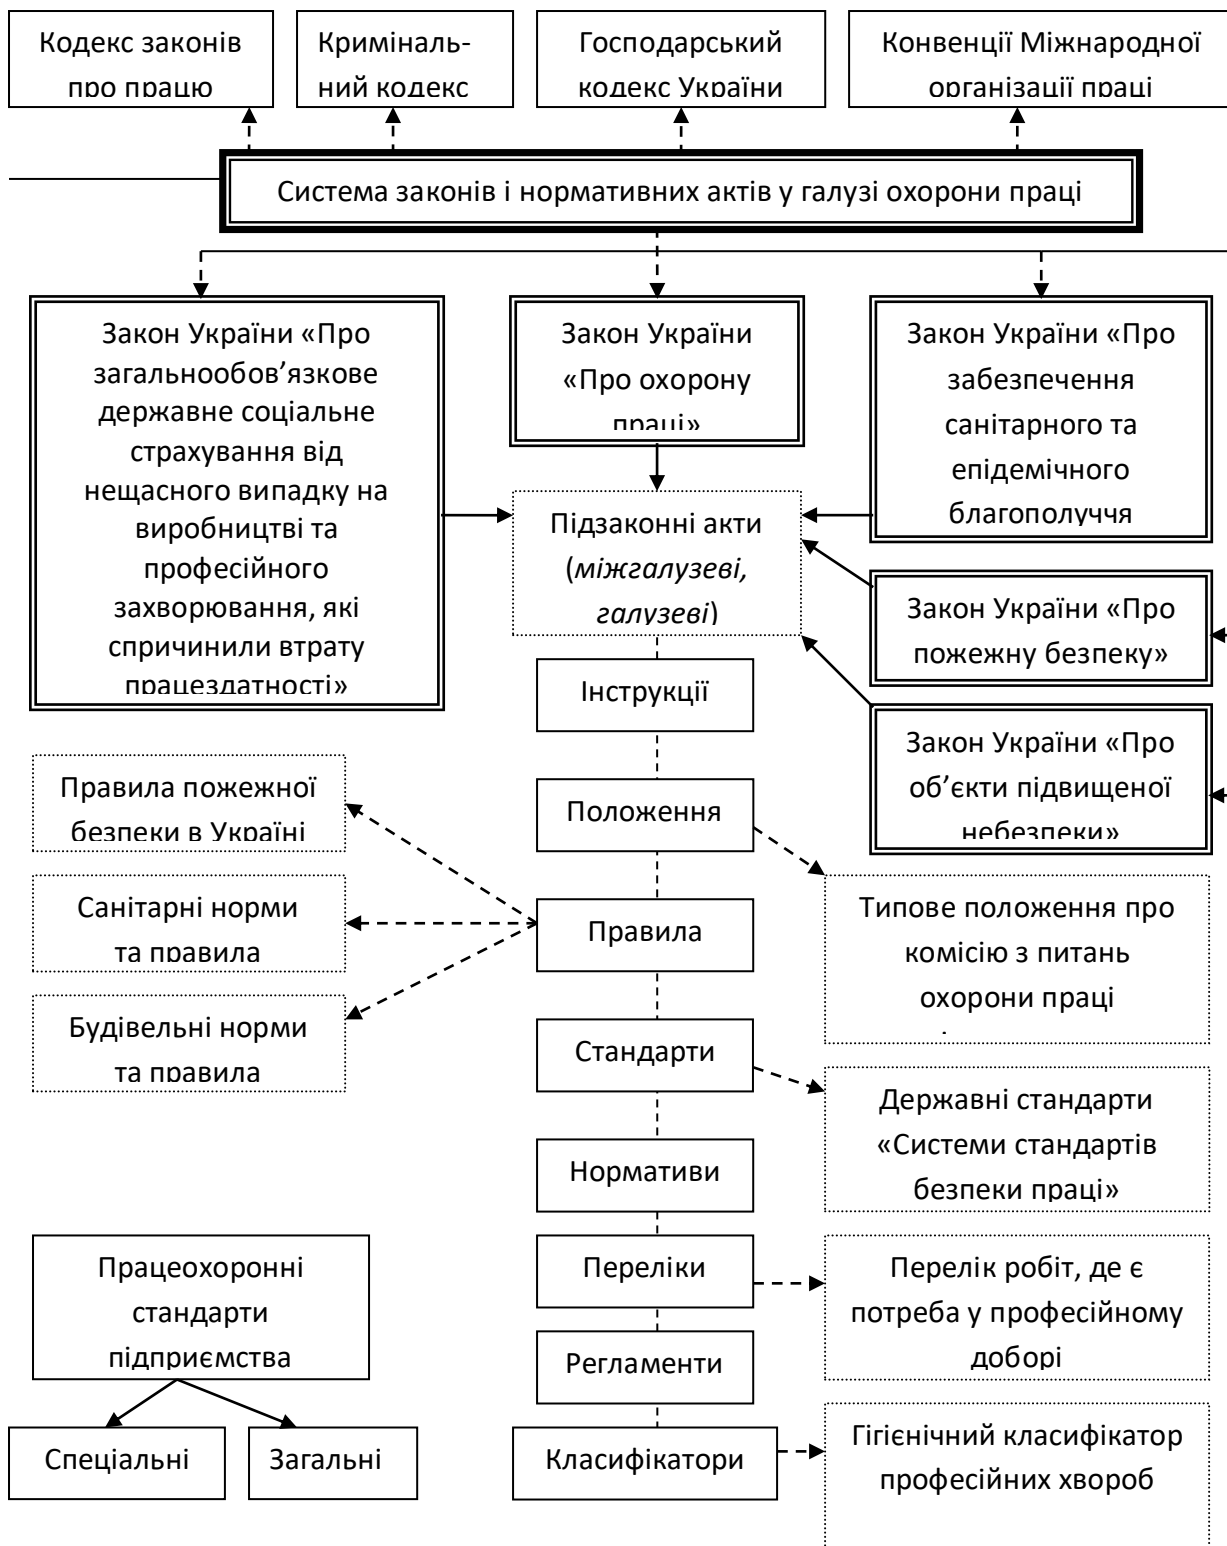 Кодекс законів
про працю
Криміналь-
ний кодекс
Господарський
кодекс України
Конвенції Міжнародної
організації праці
Система законів і нормативних актів у галузі охорони праці
Закон України «Про
загальнообов’язкове
державне соціальне
страхування від
нещасного випадку на
виробництві та
професійного
захворювання, які
спричинили втрату
працездатності»
Закон України
«Про охорону
праці»
Закон України «Про
забезпечення
санітарного та
епідемічного
благополуччя
Підзаконні акти
(міжгалузеві,
галузеві)
Закон України «Про
пожежну безпеку»
Закон України «Про
об’єкти підвищеної
небезпеки»
Інструкції
Положення
Правила
Стандарти
Нормативи
Переліки
Регламенти
Класифікатори
Правила пожежної
безпеки в Україні
Санітарні норми
та правила
Будівельні норми
та правила
Типове положення про
комісію з питань
охорони праці
Державні стандарти
«Системи стандартів
безпеки праці»
Перелік робіт, де є
потреба у професійному
доборі
Гігієнічний класифікатор
професійних хвороб
Працеохоронні
стандарти
підприємства
Спеціальні
Загальні